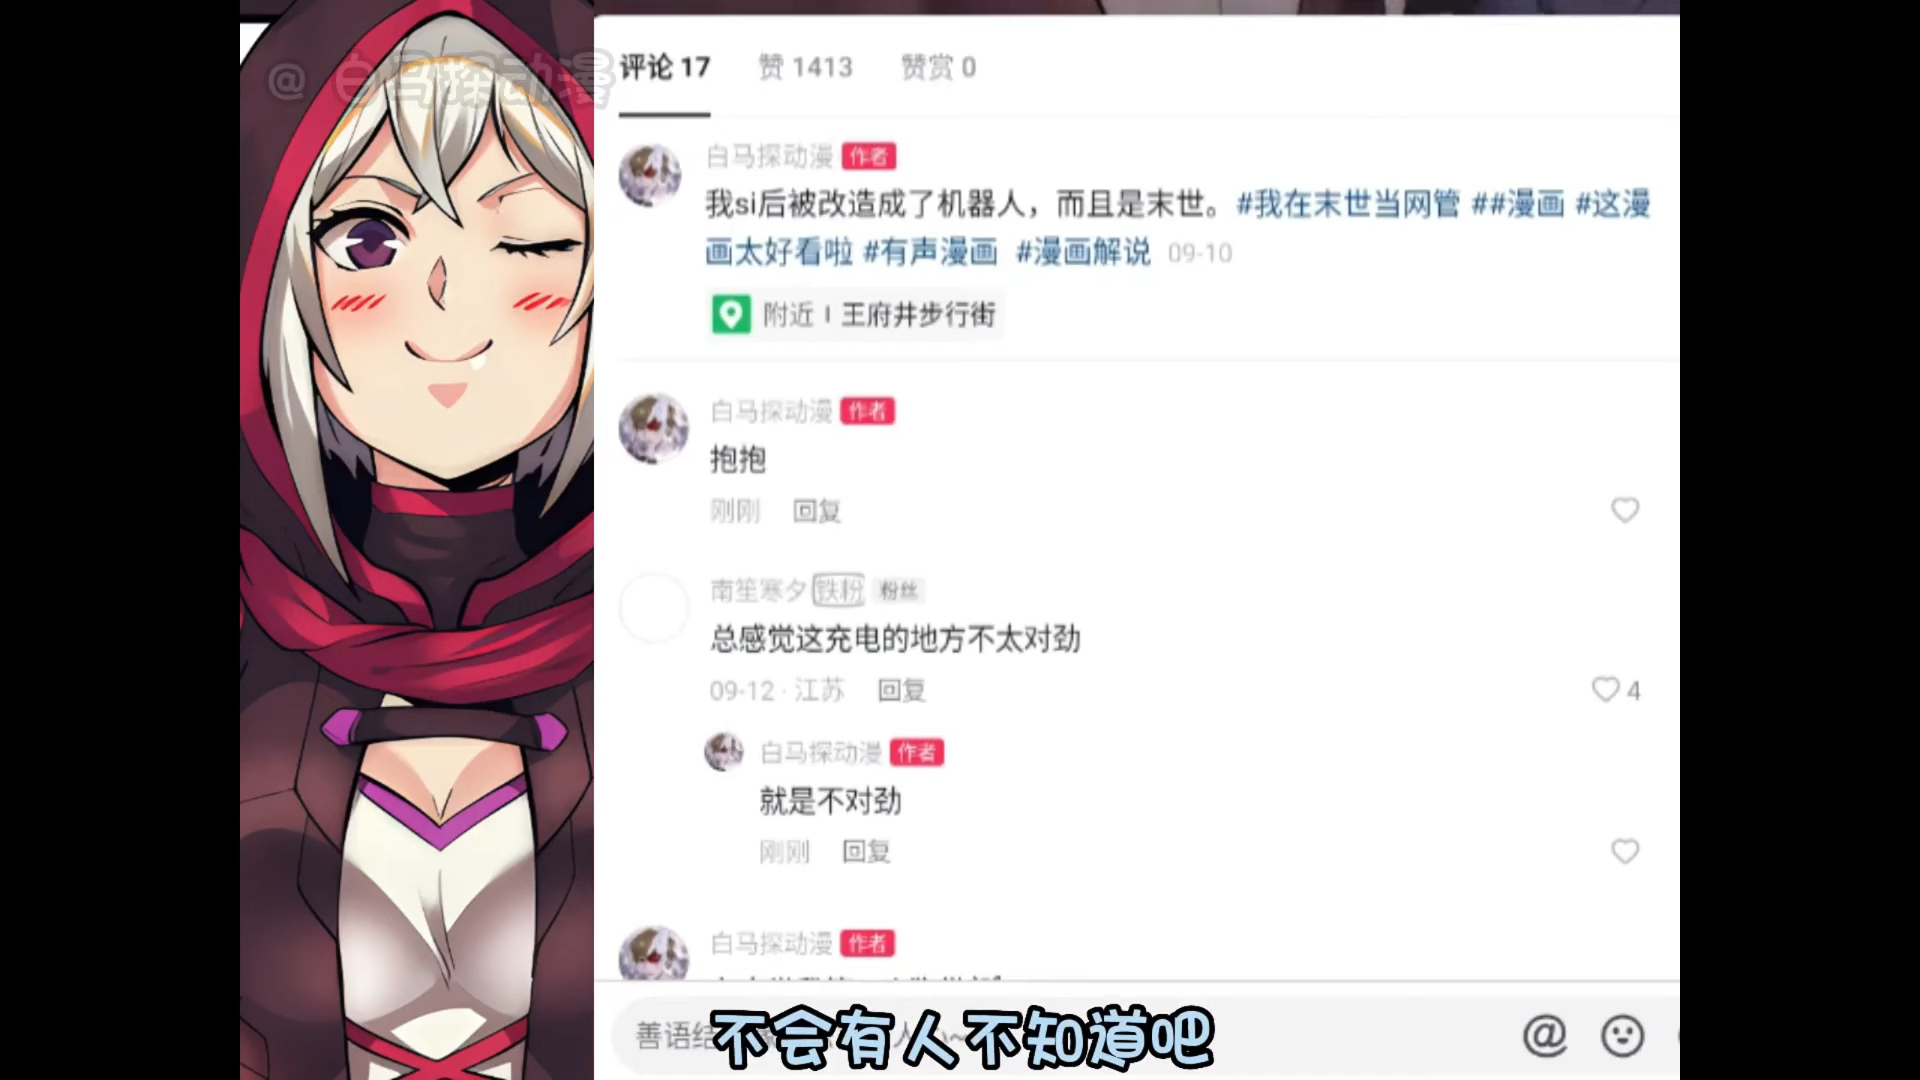 @白马探动漫
评论 17 赞 1413 赞赏 0
白马探动漫 作者
我si后被改造成了机器人，而且是末世。#我在末世当网管 ##漫画 #这漫
画太好看啦 #有声漫画 #漫画解说 09-10
附近 | 王府井步行街
白马探动漫 作者
抱抱
刚刚 回复
南笙寒夕 铁粉 粉丝
总感觉这充电的地方不太对劲
09-12 · 江苏 回复
4
白马探动漫 作者
就是不对劲
刚刚 回复
白马探动漫 作者
善语结
不会有人不知道吧